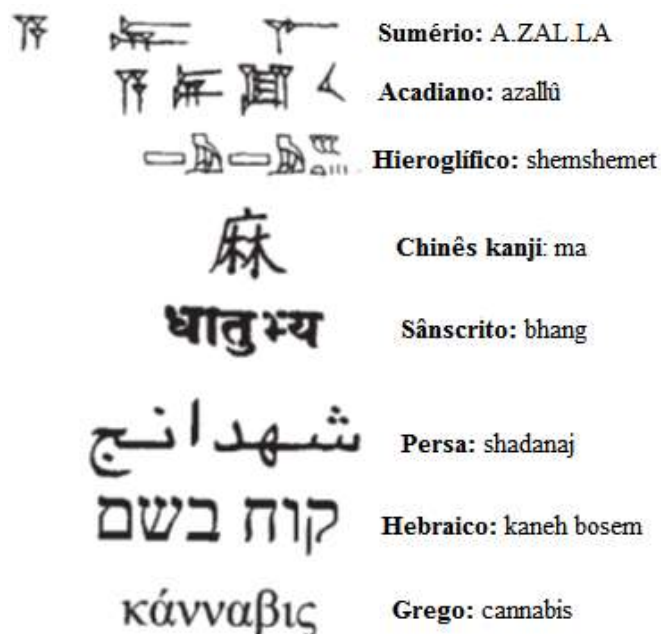 Sumério: A.ZAL.LA
Acadiano: azallû
Hieroglífico: shemshemet
麻 Chinês kanji: ma
धातुभ्य Sânscrito: bhang
شهدانج Persa: shadanaj
קוח בשם Hebraico: kaneh bosem
κάνναβις Grego: cannabis